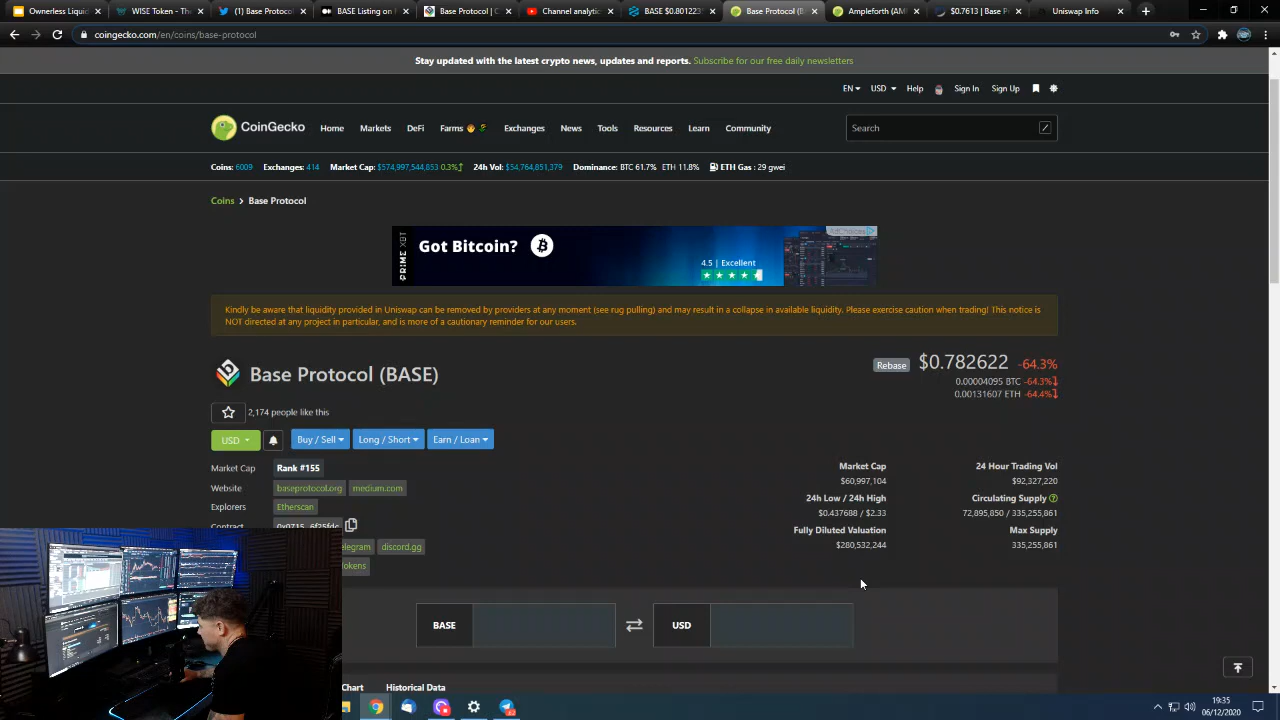 Ownerless Liqui
WISE Token - The
(1) Base Protocol
BASE Listing on
Base Protocol | C
Channel analytic
BASE $0.801223
Base Protocol (B
Ampleforth (AM
$0.7613 | Base P
Uniswap Info
coingecko.com/en/coins/base-protocol
Stay updated with the latest crypto news, updates and reports. Subscribe for our free daily newsletters
EN USD Help Sign In Sign Up
CoinGecko Home Markets DeFi Farms Exchanges News Tools Resources Learn Community Search /
Coins: 6009 Exchanges: 414 Market Cap: $574,997,544,853 0.3% 24h Vol: $54,764,851,379 Dominance: BTC 61.7% ETH 11.8% ETH Gas : 29 gwei
Coins > Base Protocol
PRIME XBT
Got Bitcoin?
4.5 | Excellent
Kindly be aware that liquidity provided in Uniswap can be removed by providers at any moment (see rug pulling) and may result in a collapse in available liquidity. Please exercise caution when trading! This notice is
NOT directed at any project in particular, and is more of a cautionary reminder for our users.
Base Protocol (BASE)
Rebase $0.782622 -64.3%
0.00004095 BTC -64.3%
0.00131607 ETH -64.4%
2,174 people like this
USD Buy / Sell Long / Short Earn / Loan
Market Cap Rank #155
Website baseprotocol.org medium.com
Explorers Etherscan
Contract
elegram discord.gg
tokens
Market Cap
$60,997,104
24 Hour Trading Vol
$92,327,220
24h Low / 24h High
$0.437688 / $2.33
Circulating Supply
72,895,850 / 335,255,861
Fully Diluted Valuation
$280,532,244
Max Supply
335,255,861
BASE USD
Chart Historical Data
19:35
06/12/2020